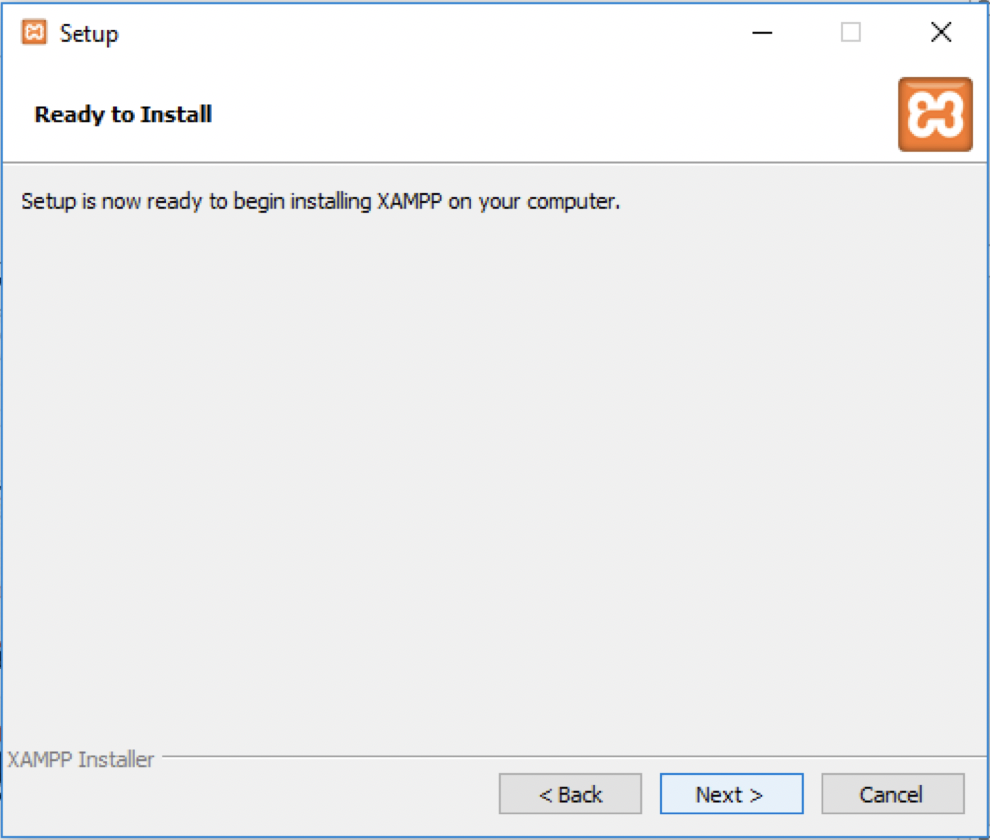 Setup
Ready to Install
Setup is now ready to begin installing XAMPP on your computer.
XAMPP Installer
< Back
Next >
Cancel